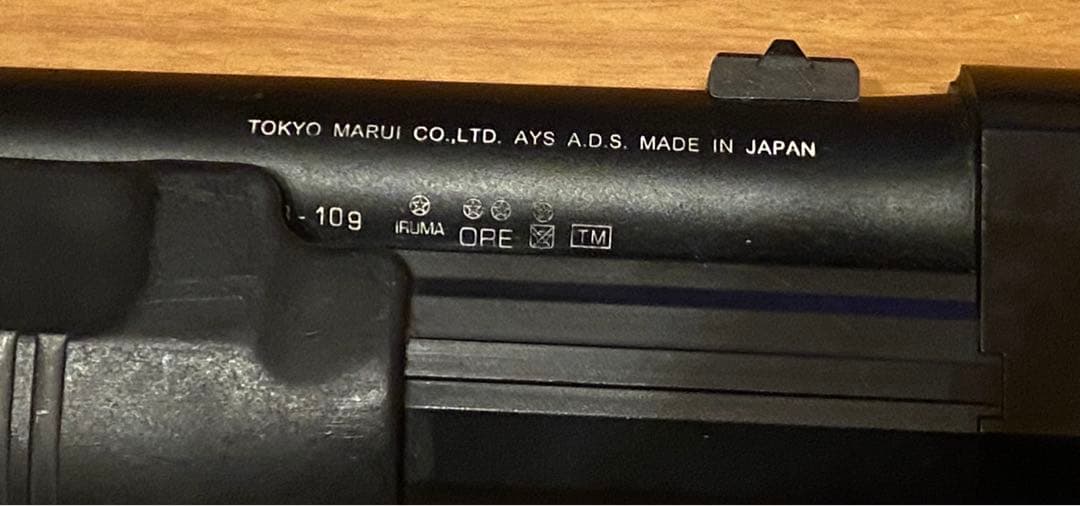 TOKYO MARUI CO.,LTD. AYS A.D.S. MADE IN JAPAN
- 10g
IRUMA ORE TM